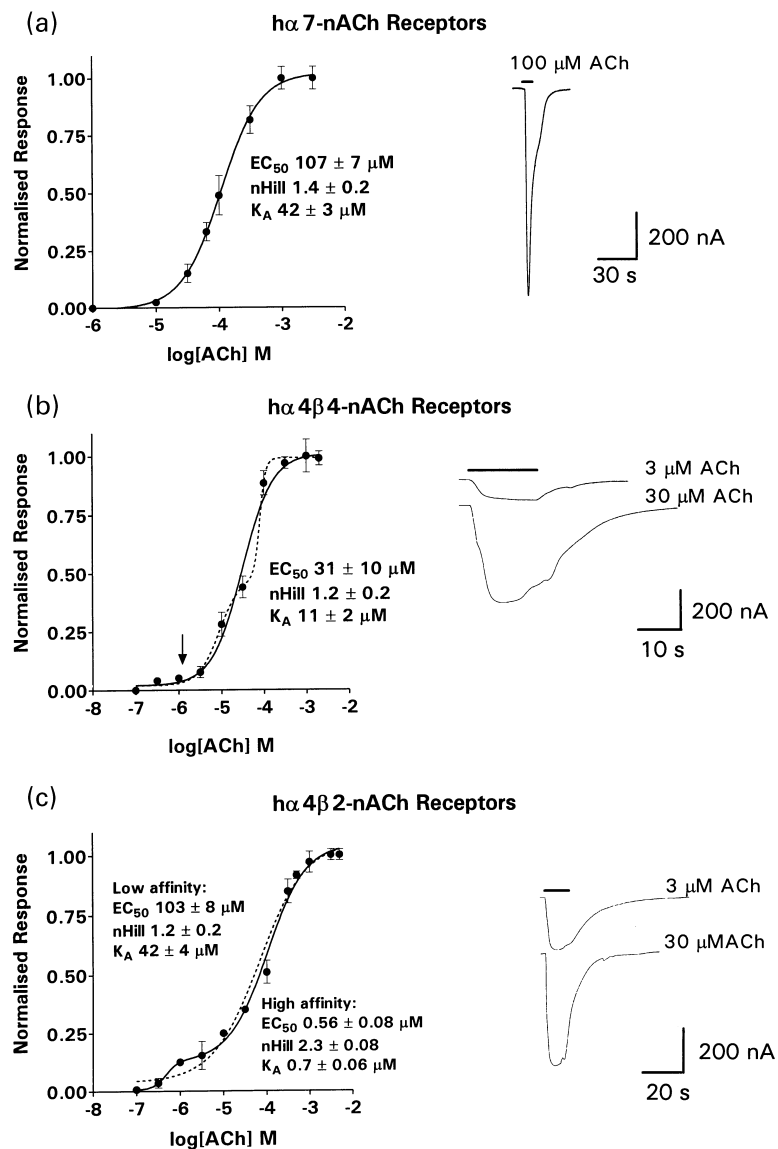 (a)
hα7-nACh Receptors
1.00
0.75
0.50
0.25
0.00
Normalised Response
-6 -5 -4 -3 -2
log[ACh] M
EC50 107 ± 7 μM
nHill 1.4 ± 0.2
KA 42 ± 3 μM
100 μM ACh
200 nA
30 s
(b)
hα4β4-nACh Receptors
1.00
0.75
0.50
0.25
0.00
Normalised Response
-8 -7 -6 -5 -4 -3 -2
log[ACh] M
EC50 31 ± 10 μM
nHill 1.2 ± 0.2
KA 11 ± 2 μM
3 μM ACh
30 μM ACh
200 nA
10 s
(c)
hα4β2-nACh Receptors
1.00
0.75
0.50
0.25
0.00
Normalised Response
-8 -7 -6 -5 -4 -3 -2
log[ACh] M
Low affinity:
EC50 103 ± 8 μM
nHill 1.2 ± 0.2
KA 42 ± 4 μM
High affinity:
EC50 0.56 ± 0.08 μM
nHill 2.3 ± 0.08
KA 0.7 ± 0.06 μM
3 μM ACh
30 μMACh
200 nA
20 s